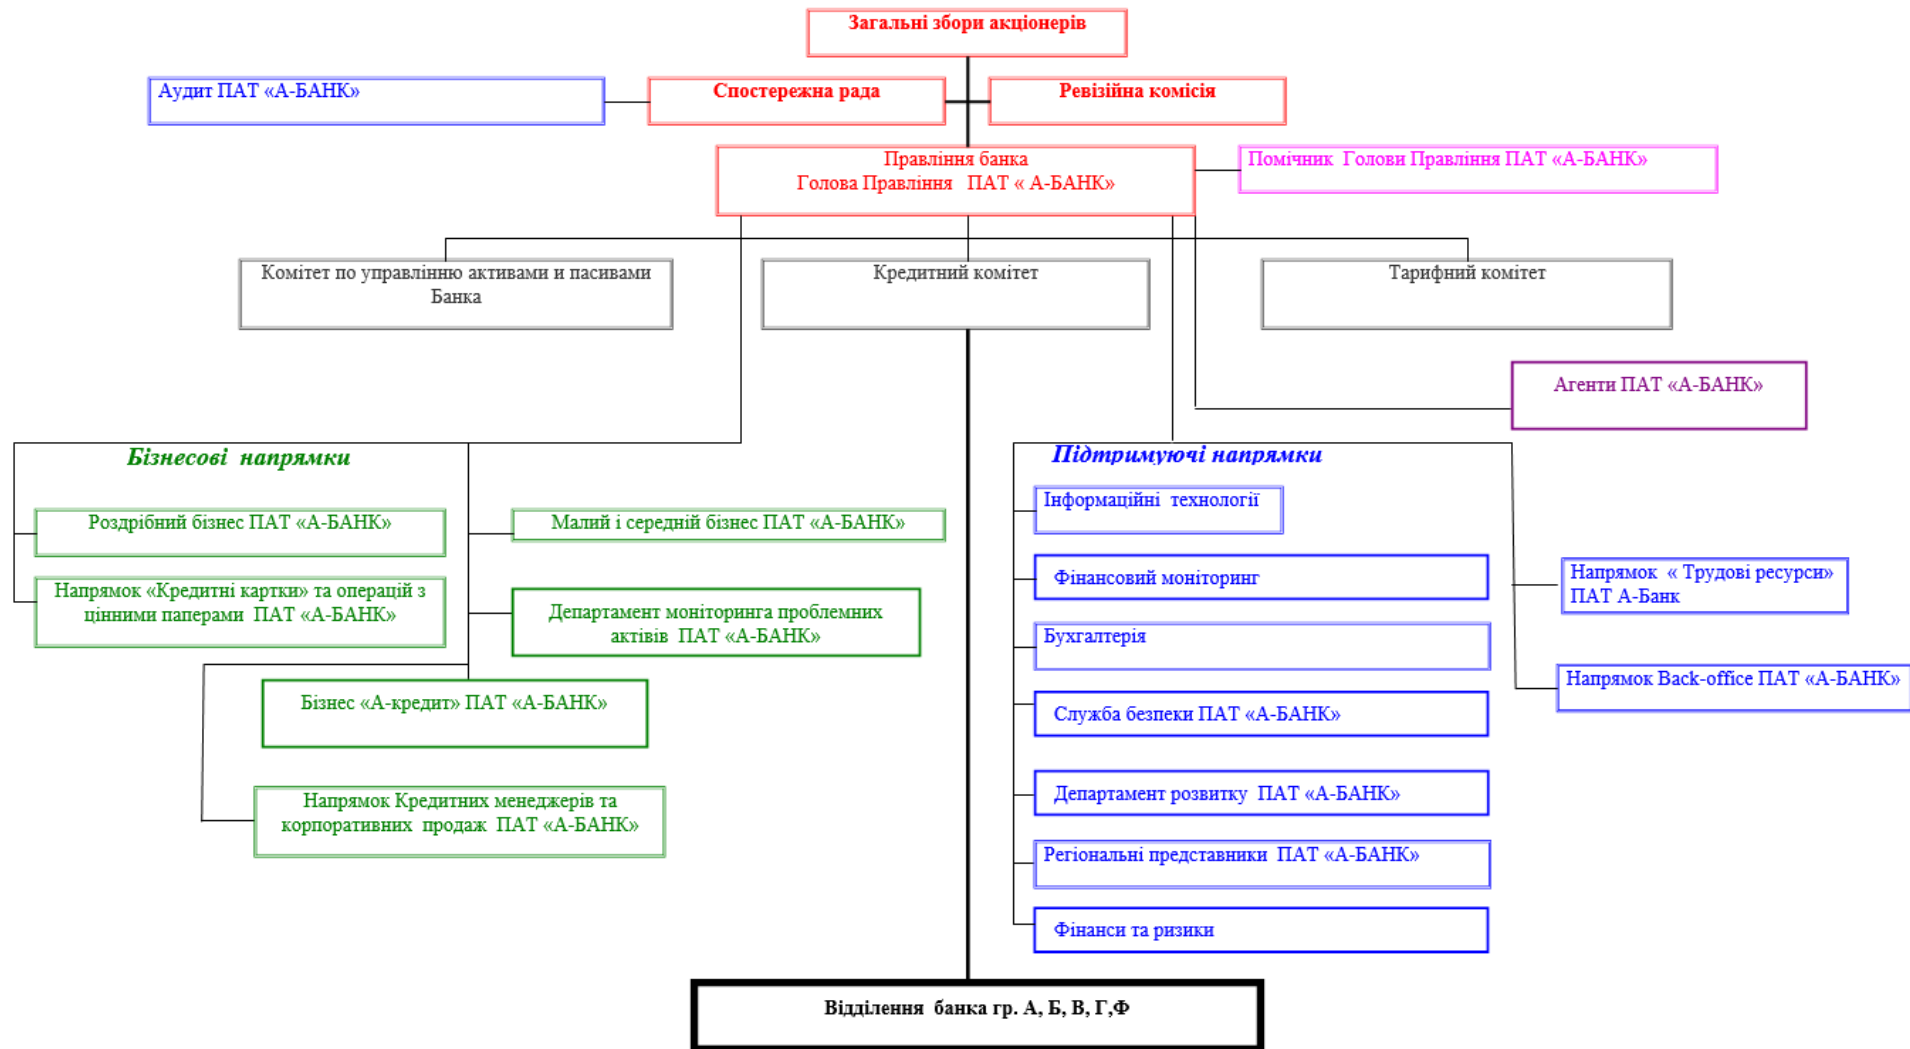 Загальні збори акціонерів
Аудит ПАТ «А-БАНК»
Спостережна рада
Ревізійна комісія
Правління банка
Голова Правління ПАТ « А-БАНК»
Помічник Голови Правління ПАТ «А-БАНК»
Комітет по управлінню активами и пасивами
Банка
Кредитний комітет
Тарифний комітет
Агенти ПАТ «А-БАНК»
Бізнесові напрямки
Роздрібний бізнес ПАТ «А-БАНК»
Малий і середній бізнес ПАТ «А-БАНК»
Напрямок «Кредитні картки» та операцій з
цінними паперами ПАТ «А-БАНК»
Департамент моніторинга проблемних
актівів ПАТ «А-БАНК»
Бізнес «А-кредит» ПАТ «А-БАНК»
Напрямок Кредитних менеджерів та
корпоративних продаж ПАТ «А-БАНК»
Підтримуючі напрямки
Інформаційні технології
Фінансовий моніторинг
Бухгалтерія
Служба безпеки ПАТ «А-БАНК»
Департамент розвитку ПАТ «А-БАНК»
Регіональні представники ПАТ «А-БАНК»
Фінанси та ризики
Напрямок « Трудові ресурси»
ПАТ А-Банк
Напрямок Back-office ПАТ «А-БАНК»
Відділення банка гр. А, Б, В, Г,Ф